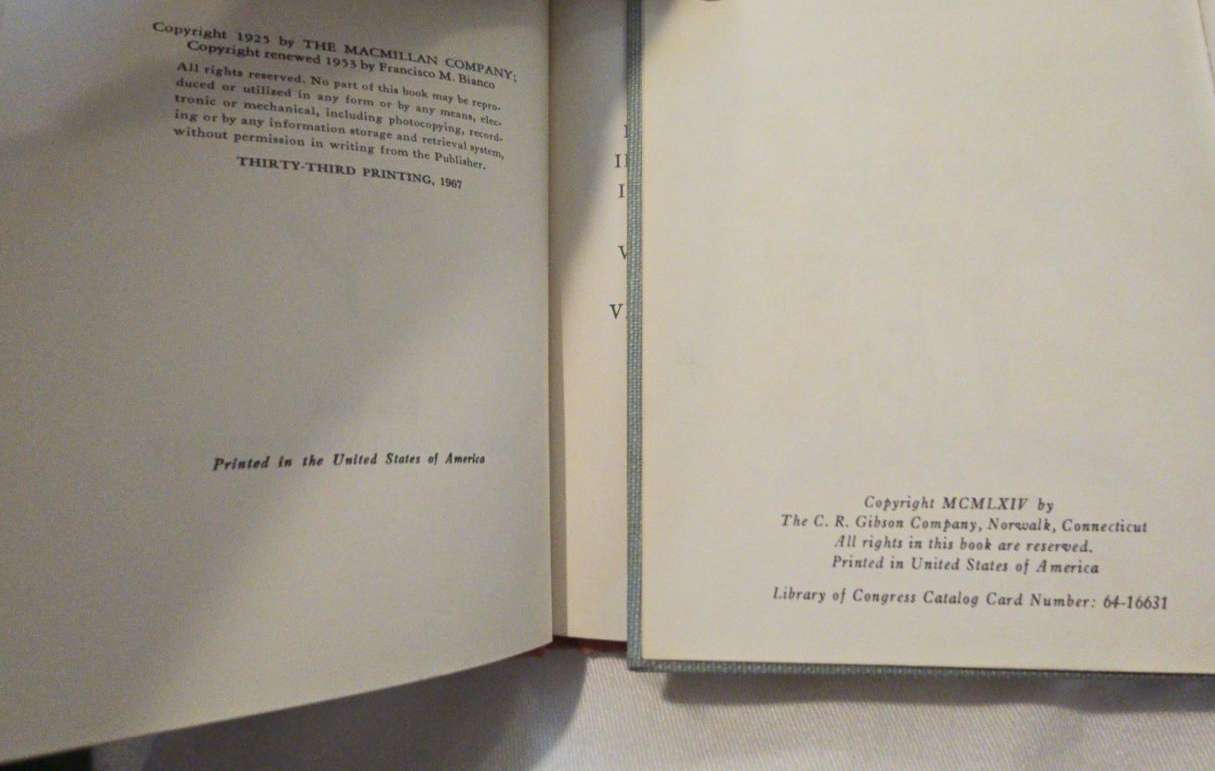 Copyright 1925 by THE MACMILLAN COMPANY;
Copyright renewed 1953 by Francisco M. Bianco
All rights reserved. No part of this book may be repro-
duced or utilized in any form or by any means, elec-
tronic or mechanical, including photocopying, record-
ing or by any information storage and retrieval system,
without permission in writing from the Publisher.
THIRTY-THIRD PRINTING, 1967
Printed in the United States of America
Copyright MCMLXIV by
The C. R. Gibson Company, Norwalk, Connecticut
All rights in this book are reserved.
Printed in United States of America
Library of Congress Catalog Card Number: 64-16631